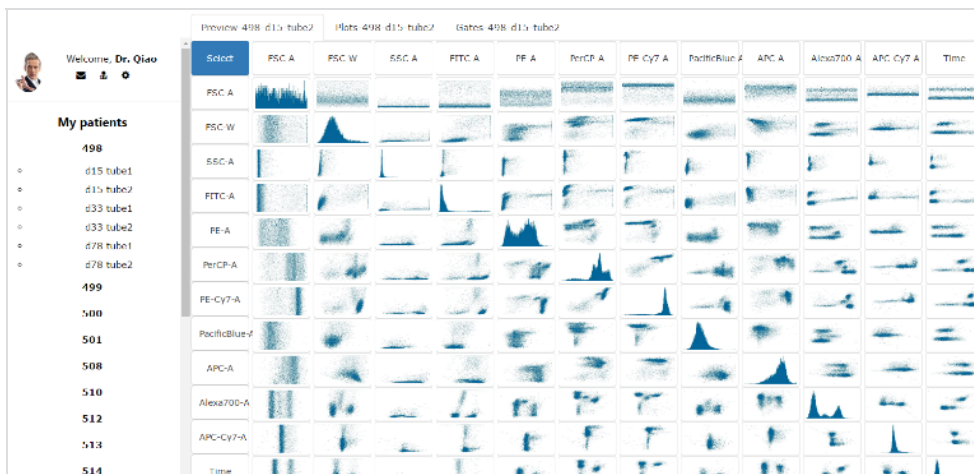 Preview 498 d15 tube2 Plots 498 d15 tube2 Gates 498 d15 tube2
Welcome, Dr. Qiao
My patients
498
d15 tube1
d15 tube2
d33 tube1
d33 tube2
d78 tube1
d78 tube2
499
500
501
508
510
512
513
514
Select FSC A FSC W SSC A FITC A PE A PerCP A PE Cy7 A PacificBlue A APC A Alexa700 A APC Cy7 A Time
FSC-A
FSC-W
SSC-A
FITC-A
PE-A
PerCP-A
PE-Cy7-A
PacificBlue-A
APC-A
Alexa700-A
APC-Cy7-A
Time